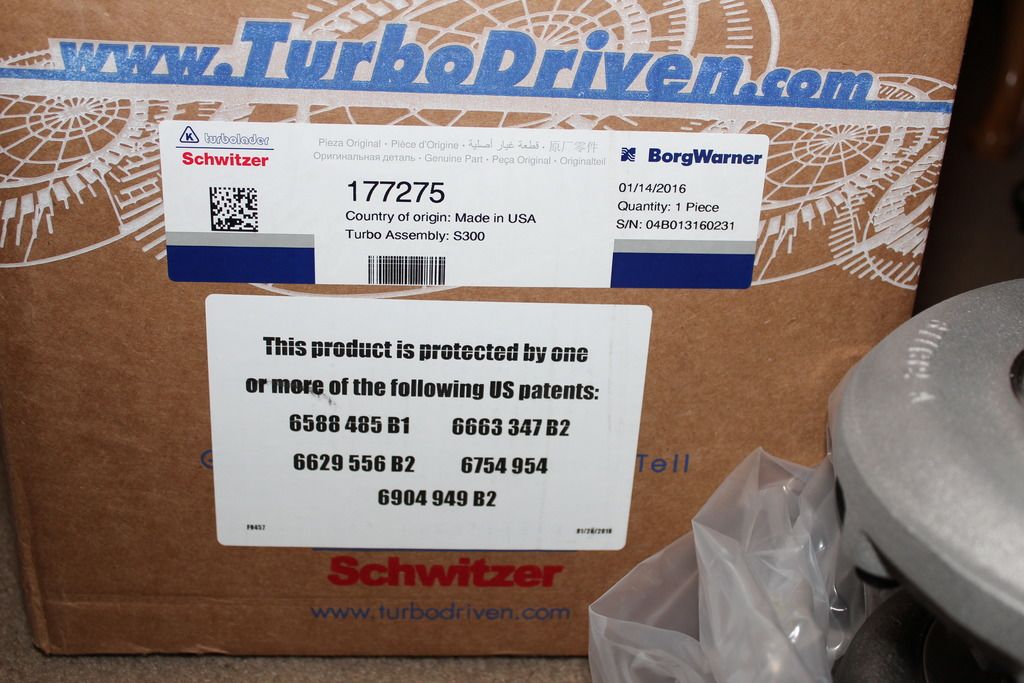 www.TurboDriven.com
K turbolader
Schwitzer
Pieza Original · Pièce d'Origine · قطعة غيار أصلية · 原厂零件
Оригинальная деталь · Genuine Part · Peça Original · Originalteil
BorgWarner
177275
Country of origin: Made in USA
Turbo Assembly: S300
01/14/2016
Quantity: 1 Piece
S/N: 04B013160231
This product is protected by one
or more of the following US patents:
6588 485 B1 6663 347 B2
6629 556 B2 6754 954
6904 949 B2
Tell
Schwitzer
www.turbodriven.com